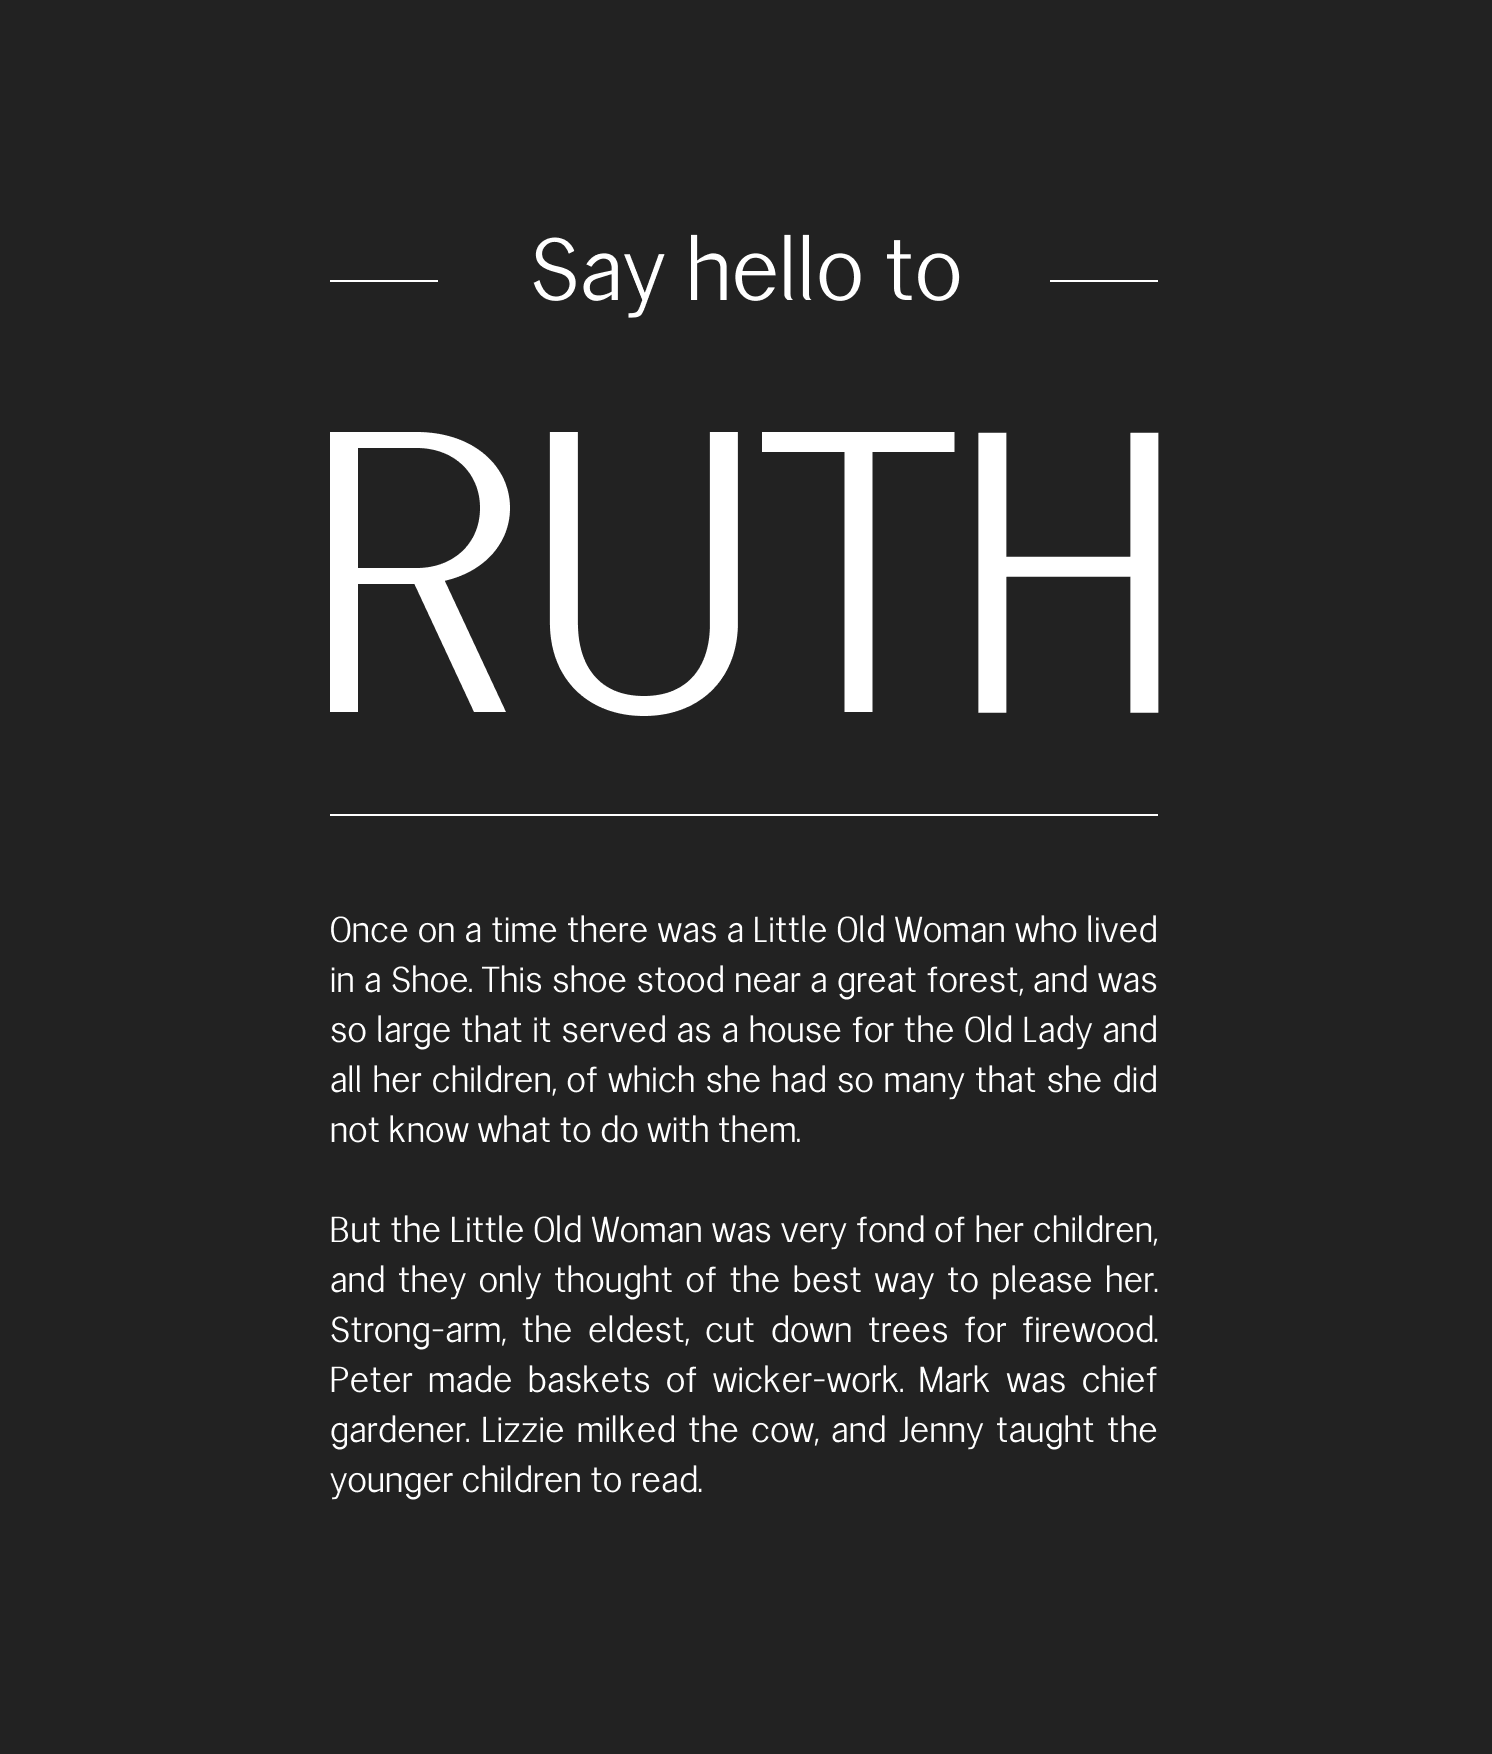 Say hello to
RUTH
Once on a time there was a Little Old Woman who lived
in a Shoe. This shoe stood near a great forest, and was
so large that it served as a house for the Old Lady and
all her children, of which she had so many that she did
not know what to do with them.
But the Little Old Woman was very fond of her children,
and they only thought of the best way to please her.
Strong-arm, the eldest, cut down trees for firewood.
Peter made baskets of wicker-work. Mark was chief
gardener. Lizzie milked the cow, and Jenny taught the
younger children to read.